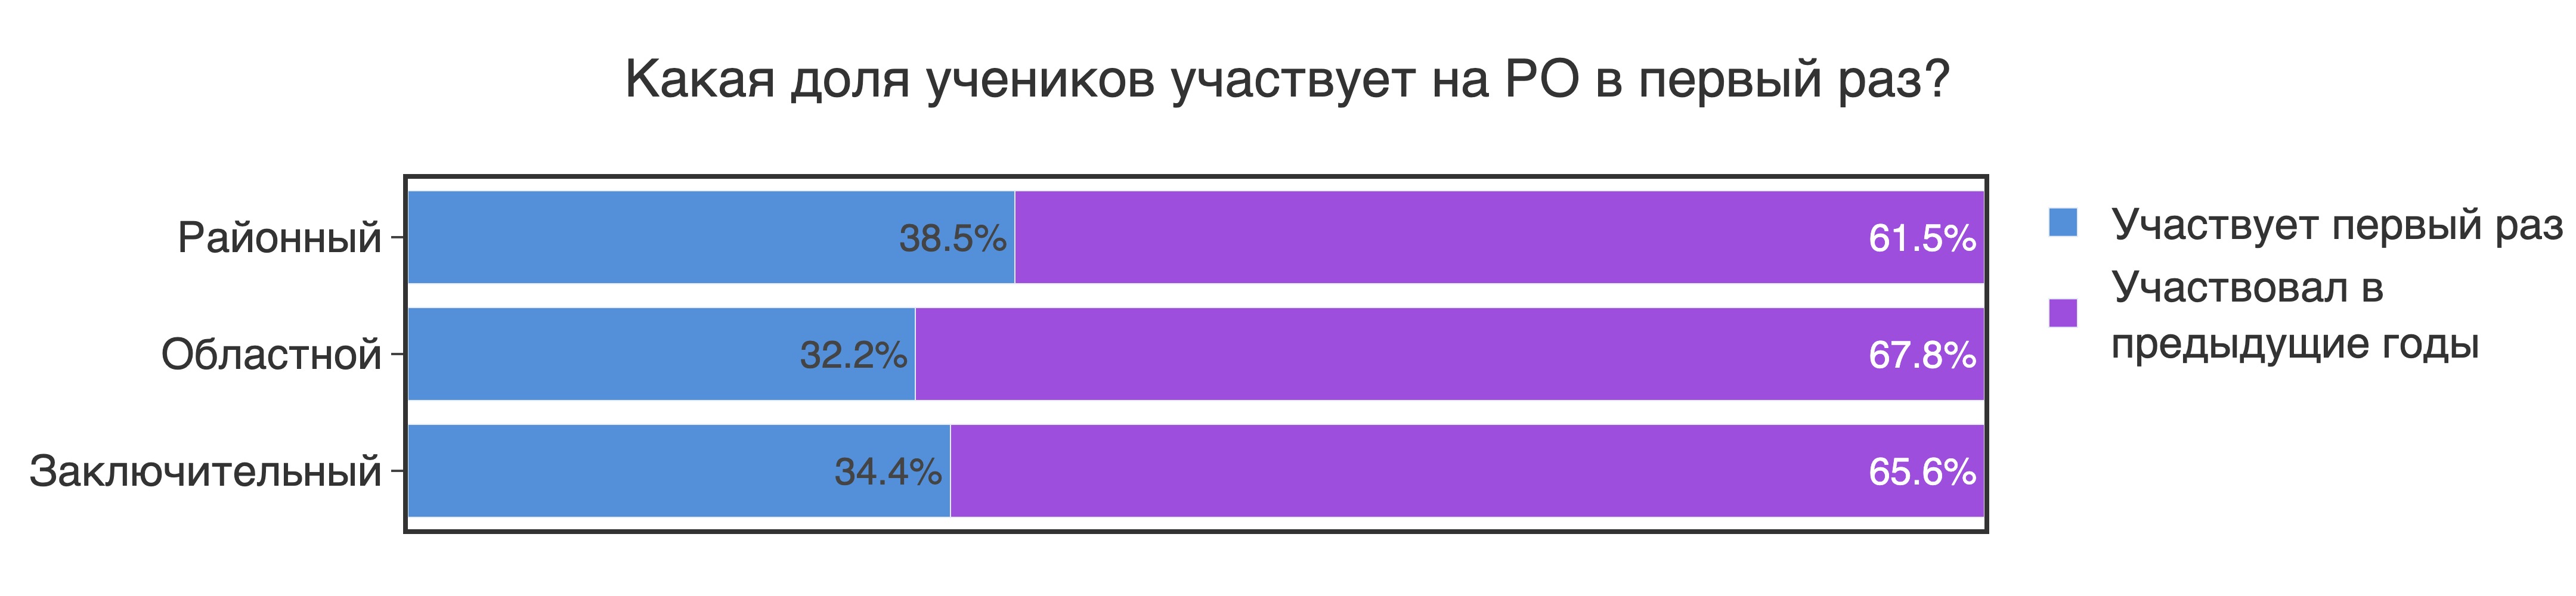 Какая доля учеников участвует на РО в первый раз?
Районный
38.5%
61.5%
Областной
32.2%
67.8%
Заключительный
34.4%
65.6%
Участвует первый раз
Участвовал в
предыдущие годы